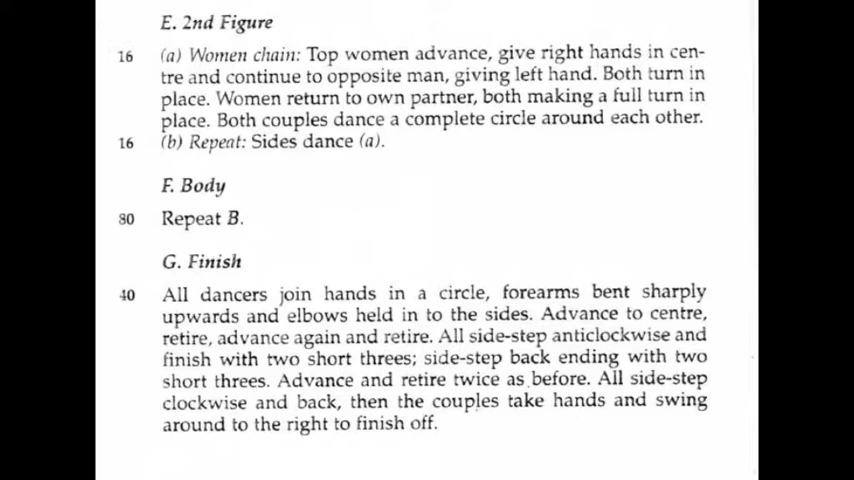 E. 2nd Figure
16 (a) Women chain: Top women advance, give right hands in cen-
tre and continue to opposite man, giving left hand. Both turn in
place. Women return to own partner, both making a full turn in
place. Both couples dance a complete circle around each other.
16 (b) Repeat: Sides dance (a).
F. Body
80 Repeat B.
G. Finish
40 All dancers join hands in a circle, forearms bent sharply
upwards and elbows held in to the sides. Advance to centre,
retire, advance again and retire. All side-step anticlockwise and
finish with two short threes; side-step back ending with two
short threes. Advance and retire twice as before. All side-step
clockwise and back, then the couples take hands and swing
around to the right to finish off.